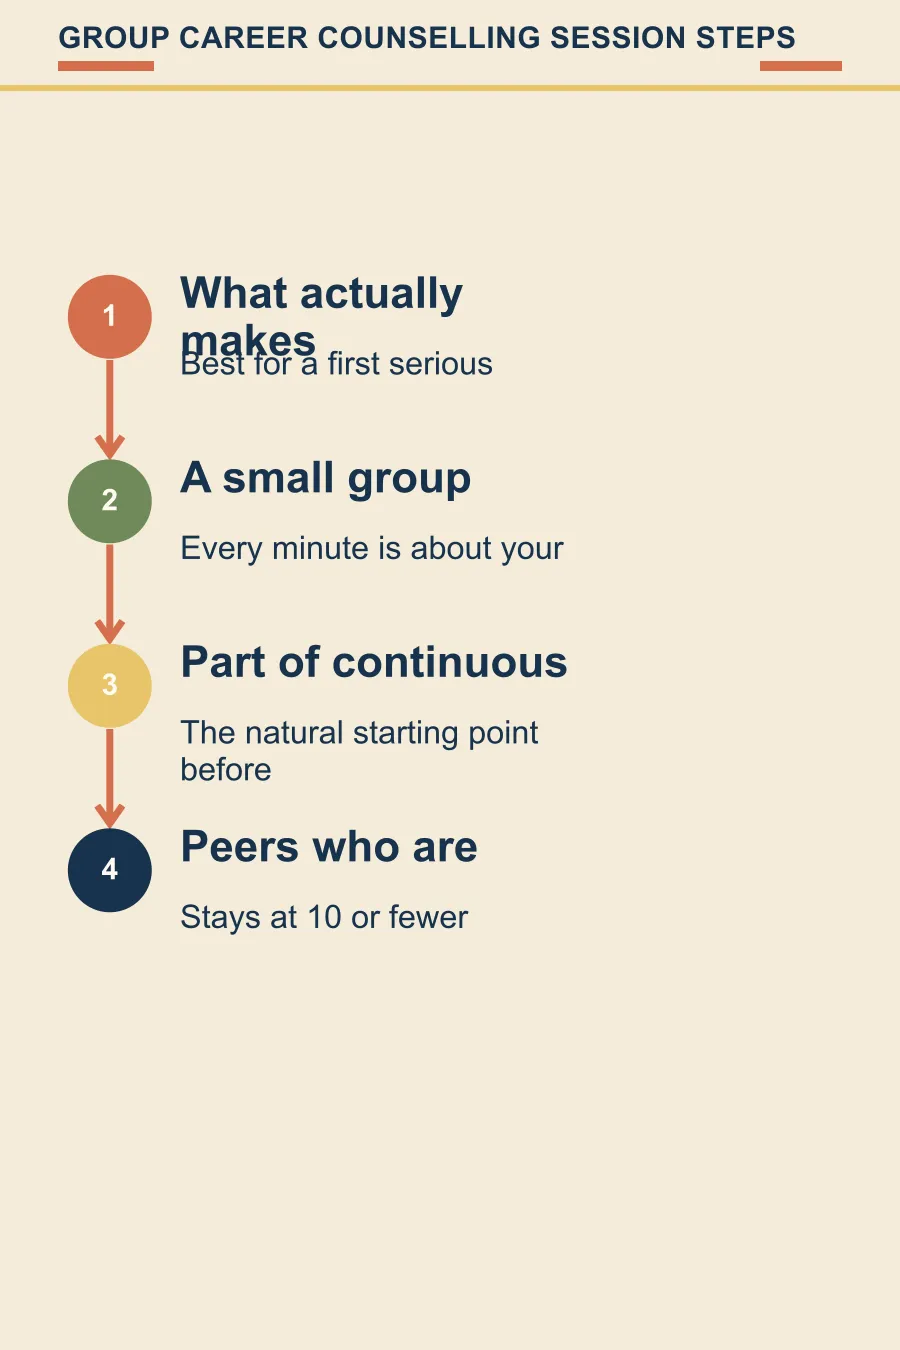 GROUP CAREER COUNSELLING SESSION STEPS
1
What actually
makes
Best for a first serious
2
A small group
Every minute is about your
3
Part of continuous
The natural starting point
before
4
Peers who are
Stays at 10 or fewer